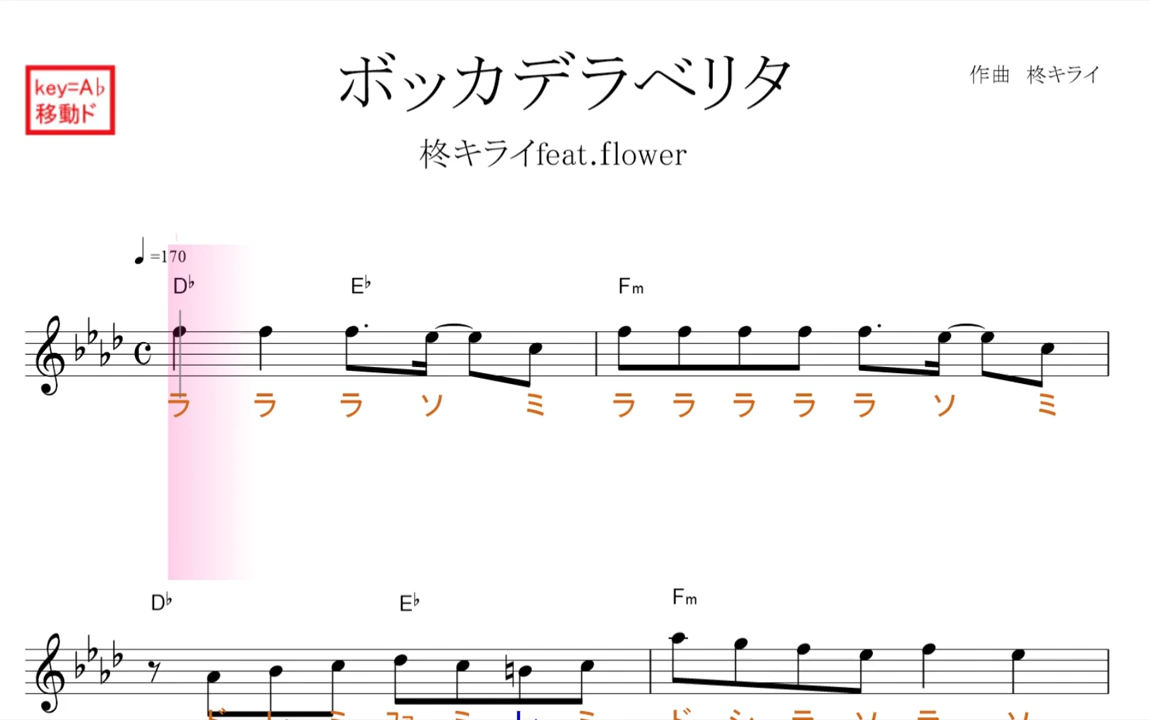 ボッカデラベリタ
key=A♭
移動ド
作曲 柊キライ
柊キライfeat.flower
♩=170
D♭ E♭ Fm
ラ ラ ラ ソ ミ ラ ラ ラ ラ ラ ソ ミ
D♭ E♭ Fm